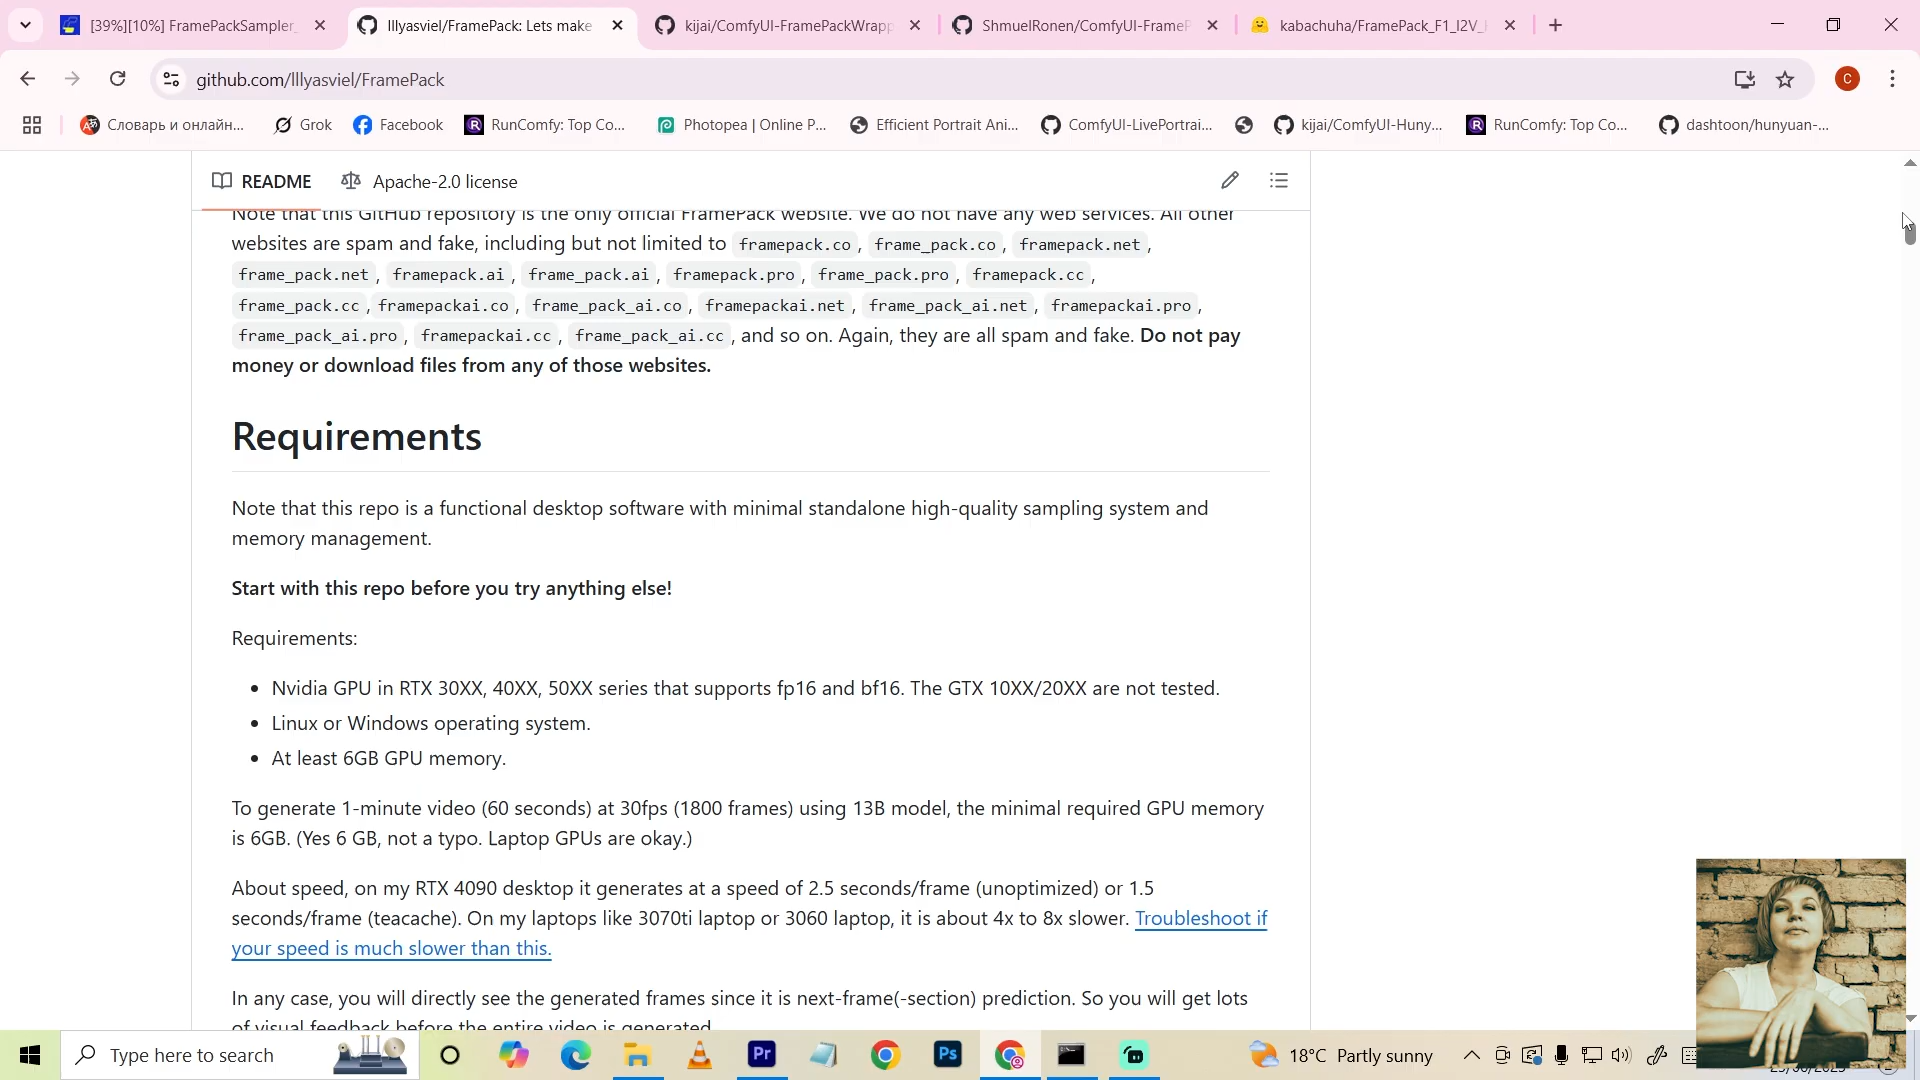 [39%][10%] FramePackSampler_
lllyasviel/FramePack: Lets make
kijai/ComfyUI-FramePackWrapp
ShmuelRonen/ComfyUI-FrameP
kabachuha/FramePack_F1_I2V_
github.com/lllyasviel/FramePack
C
Словарь и онлайн...
Grok
Facebook
RunComfy: Top Co...
Photopea | Online P...
Efficient Portrait Ani...
ComfyUI-LivePortrai...
kijai/ComfyUI-Huny...
RunComfy: Top Co...
dashtoon/hunyuan-...
README
Apache-2.0 license
Note that this GitHub repository is the only official FramePack website. We do not have any web services. All other
websites are spam and fake, including but not limited to framepack.co, frame_pack.co, framepack.net,
frame_pack.net, framepack.ai, frame_pack.ai, framepack.pro, frame_pack.pro, framepack.cc,
frame_pack.cc, framepackai.co, frame_pack_ai.co, framepackai.net, frame_pack_ai.net, framepackai.pro,
frame_pack_ai.pro, framepackai.cc, frame_pack_ai.cc, and so on. Again, they are all spam and fake. Do not pay
money or download files from any of those websites.
Requirements
Note that this repo is a functional desktop software with minimal standalone high-quality sampling system and
memory management.
Start with this repo before you try anything else!
Requirements:
• Nvidia GPU in RTX 30XX, 40XX, 50XX series that supports fp16 and bf16. The GTX 10XX/20XX are not tested.
• Linux or Windows operating system.
• At least 6GB GPU memory.
To generate 1-minute video (60 seconds) at 30fps (1800 frames) using 13B model, the minimal required GPU memory
is 6GB. (Yes 6 GB, not a typo. Laptop GPUs are okay.)
About speed, on my RTX 4090 desktop it generates at a speed of 2.5 seconds/frame (unoptimized) or 1.5
seconds/frame (teacache). On my laptops like 3070ti laptop or 3060 laptop, it is about 4x to 8x slower. Troubleshoot if
your speed is much slower than this.
In any case, you will directly see the generated frames since it is next-frame(-section) prediction. So you will get lots
of visual feedback before the entire video is generated.
Type here to search
Pr
Ps
18°C Partly sunny